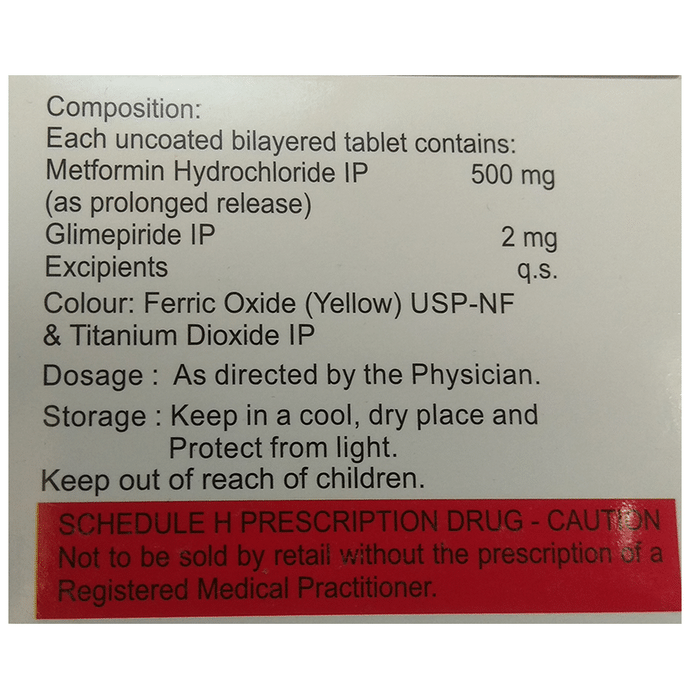 Composition:
Each uncoated bilayered tablet contains:
Metformin Hydrochloride IP 500 mg
(as prolonged release)
Glimepiride IP 2 mg
Excipients q.s.
Colour: Ferric Oxide (Yellow) USP-NF
& Titanium Dioxide IP
Dosage : As directed by the Physician.
Storage : Keep in a cool, dry place and
Protect from light.
Keep out of reach of children.
SCHEDULE H PRESCRIPTION DRUG - CAUTION
Not to be sold by retail without the prescription of a
Registered Medical Practitioner.